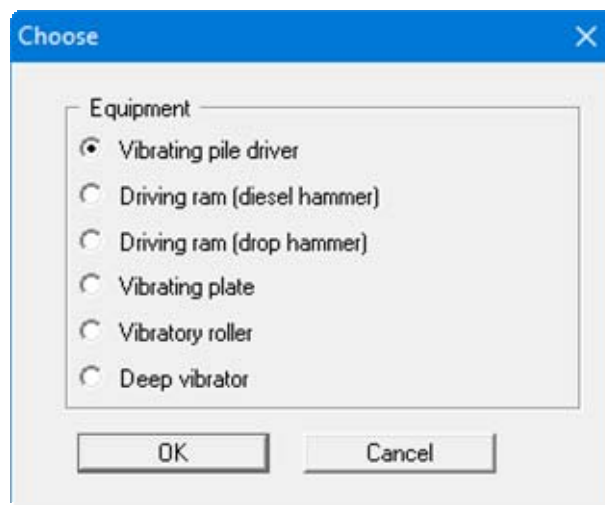 Choose
Equipment
Vibrating pile driver
Driving ram (diesel hammer)
Driving ram (drop hammer)
Vibrating plate
Vibratory roller
Deep vibrator
OK Cancel